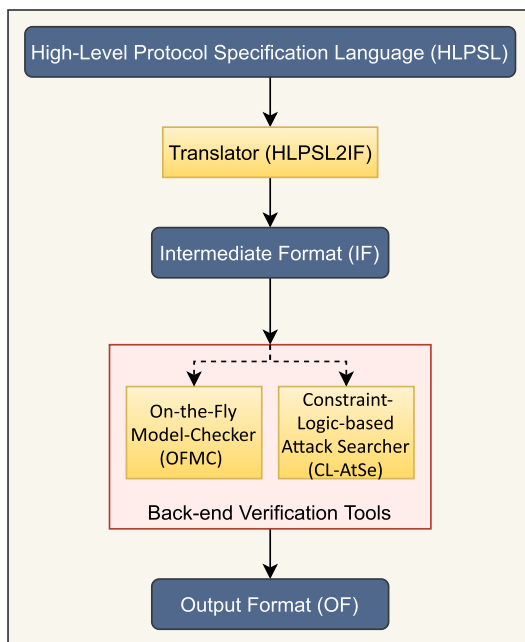 High-Level Protocol Specification Language (HLPSL)
Translator (HLPSL2IF)
Intermediate Format (IF)
On-the-Fly
Model-Checker
(OFMC)
Constraint-
Logic-based
Attack Searcher
(CL-AtSe)
Back-end Verification Tools
Output Format (OF)